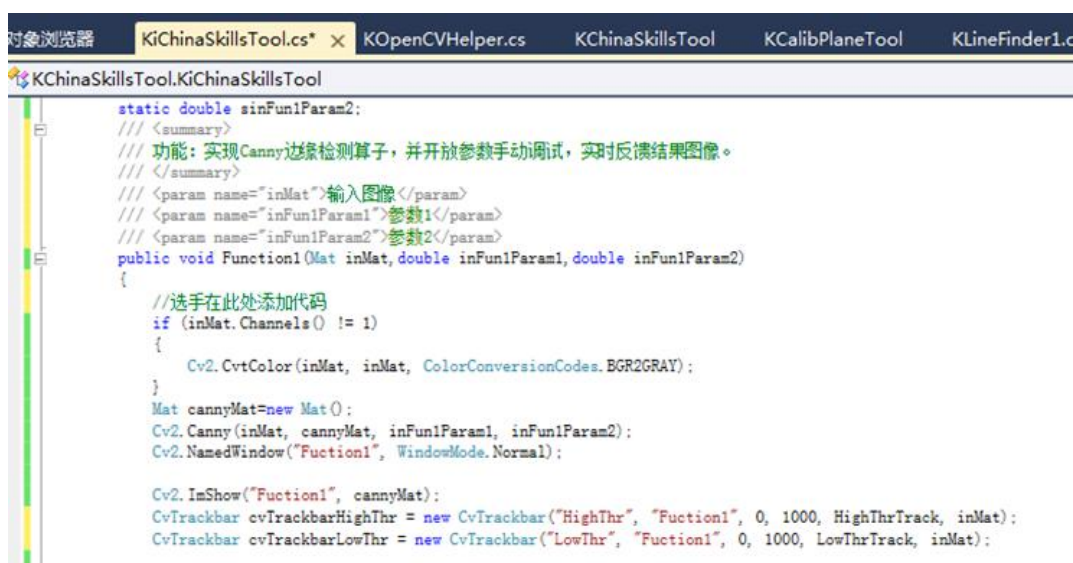 对象浏览器 KiChinaSkillsTool.cs* × KOpenCVHelper.cs KChinaSkillsTool KCalibPlaneTool KLineFinder1.c
KChinaSkillsTool.KiChinaSkillsTool
static double sinFun1Param2;
/// <summary>
/// 功能：实现Canny边缘检测算子，并开放参数手动调试，实时反馈结果图像。
/// </summary>
/// <param name="inMat">输入图像</param>
/// <param name="inFun1Param1">参数1</param>
/// <param name="inFun1Param2">参数2</param>
public void Function1(Mat inMat,double inFun1Param1,double inFun1Param2)
{
//选手在此处添加代码
if (inMat.Channels() != 1)
{
Cv2.CvtColor(inMat, inMat, ColorConversionCodes.BGR2GRAY);
}
Mat cannyMat=new Mat();
Cv2.Canny(inMat, cannyMat, inFun1Param1, inFun1Param2);
Cv2.NamedWindow("Fuction1", WindowMode.Normal);
Cv2.ImShow("Fuction1", cannyMat);
CvTrackbar cvTrackbarHighThr = new CvTrackbar("HighThr", "Fuction1", 0, 1000, HighThrTrack, inMat);
CvTrackbar cvTrackbarLowThr = new CvTrackbar("LowThr", "Fuction1", 0, 1000, LowThrTrack, inMat);